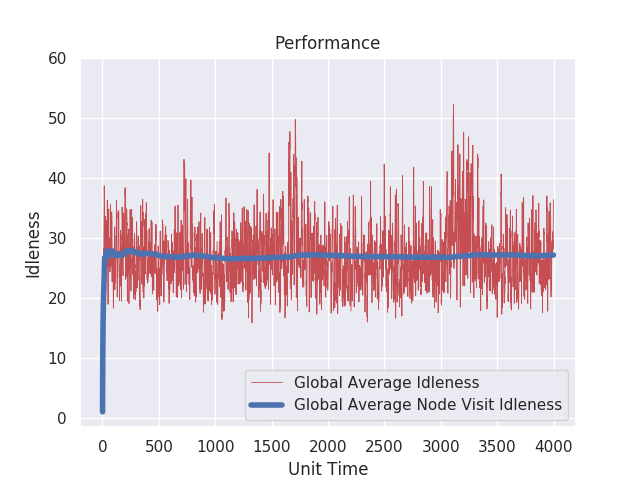 Performance
60
50
40
30
20
10
0
Idleness
Global Average Idleness
Global Average Node Visit Idleness
0 500 1000 1500 2000 2500 3000 3500 4000
Unit Time